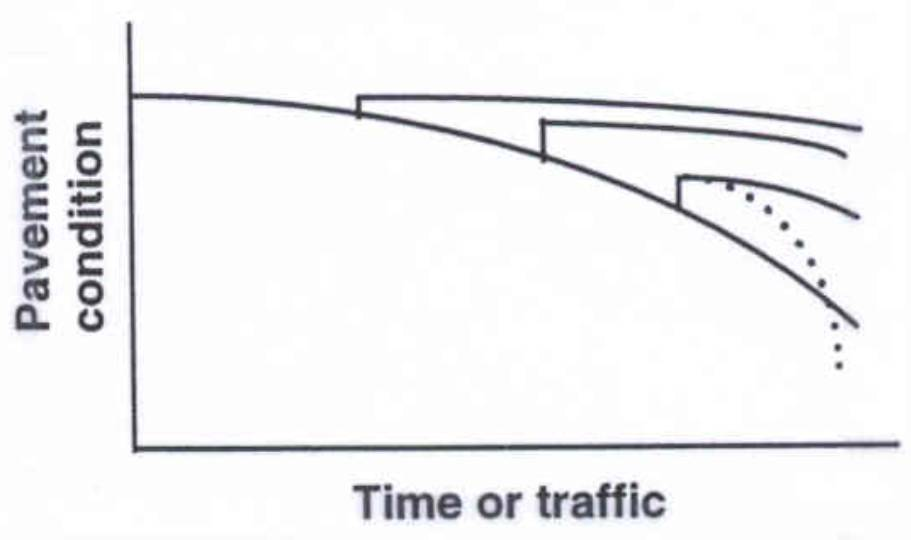 Pavement
condition
Time or traffic